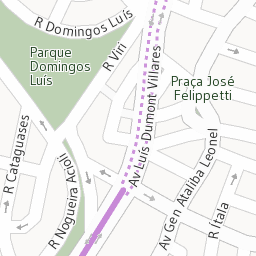 R Domingos Luís
R Viri
Parque
Domingos
Luís
Av Luís Dumont Villares
Praça José
Felippetti
R Cataguases
R Nogueira Acioli
Av Gen Ataliba Leonel
R Itala